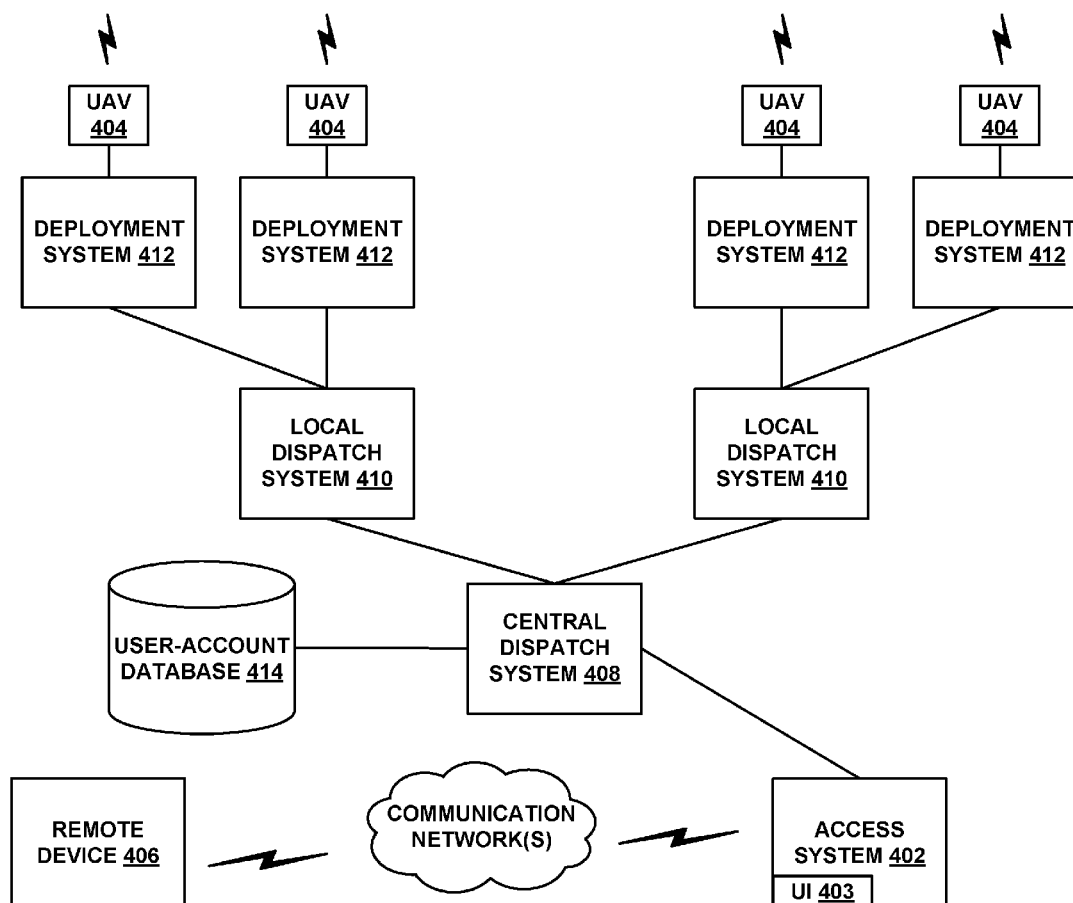 UAV
404
UAV
404
UAV
404
UAV
404
DEPLOYMENT
SYSTEM 412
DEPLOYMENT
SYSTEM 412
DEPLOYMENT
SYSTEM 412
DEPLOYMENT
SYSTEM 412
LOCAL
DISPATCH
SYSTEM 410
LOCAL
DISPATCH
SYSTEM 410
USER-ACCOUNT
DATABASE 414
CENTRAL
DISPATCH
SYSTEM 408
REMOTE
DEVICE 406
COMMUNICATION
NETWORK(S)
ACCESS
SYSTEM 402
UI 403